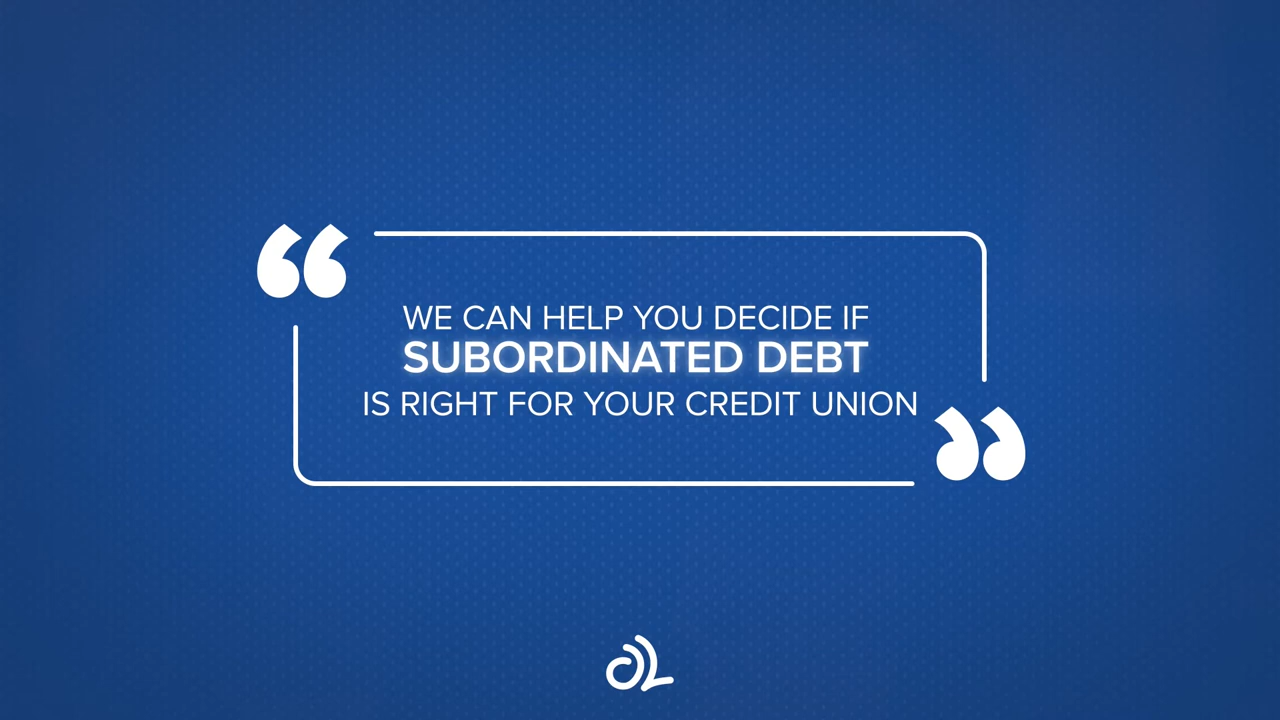 WE CAN HELP YOU DECIDE IF
SUBORDINATED DEBT
IS RIGHT FOR YOUR CREDIT UNION